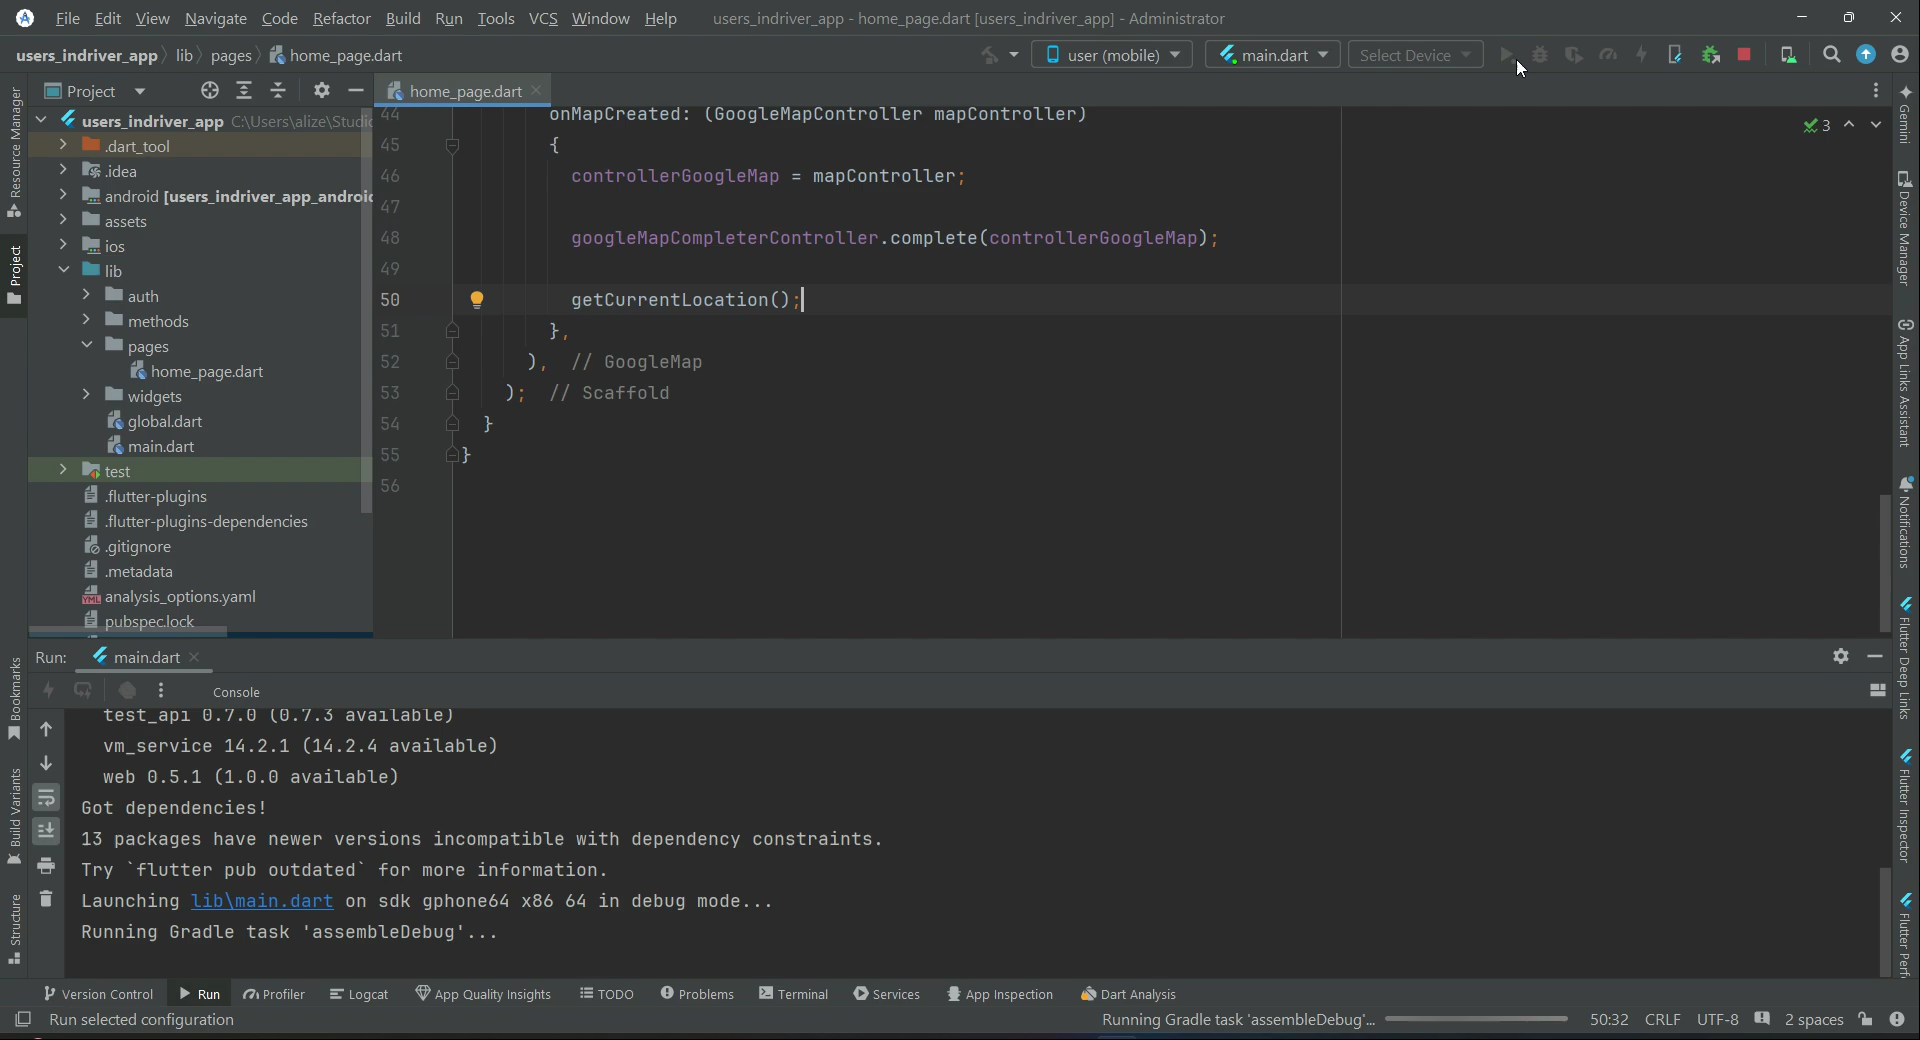 File Edit View Navigate Code Refactor Build Run Tools VCS Window Help users_indriver_app - home_page.dart [users_indriver_app] - Administrator
users_indriver_app lib pages home_page.dart user (mobile) main.dart Select Device
Project
home_page.dart
users_indriver_app C:\Users\alize\Studi
.dart_tool
.idea
android [users_indriver_app_android
assets
ios
lib
auth
methods
pages
home_page.dart
widgets
global.dart
main.dart
test
.flutter-plugins
.flutter-plugins-dependencies
.gitignore
.metadata
analysis_options.yaml
pubspec.lock
44 onMapCreated: (GoogleMapController mapController)
45 {
46 controllerGoogleMap = mapController;
47
48 googleMapCompleterController.complete(controllerGoogleMap);
49
50 getCurrentLocation();
51 },
52 ), // GoogleMap
53 ); // Scaffold
54 }
55 }
56
3
Resource Manager
Project
Bookmarks
Build Variants
Structure
Gemini
Device Manager
App Links Assistant
Notifications
Flutter Deep Links
Flutter Inspector
Flutter Perf
Run: main.dart
Console
test_api 0.7.0 (0.7.3 available)
vm_service 14.2.1 (14.2.4 available)
web 0.5.1 (1.0.0 available)
Got dependencies!
13 packages have newer versions incompatible with dependency constraints.
Try `flutter pub outdated` for more information.
Launching lib\main.dart on sdk gphone64 x86 64 in debug mode...
Running Gradle task 'assembleDebug'...
Version Control Run Profiler Logcat App Quality Insights TODO Problems Terminal Services App Inspection Dart Analysis
Run selected configuration Running Gradle task 'assembleDebug'... 50:32 CRLF UTF-8 2 spaces